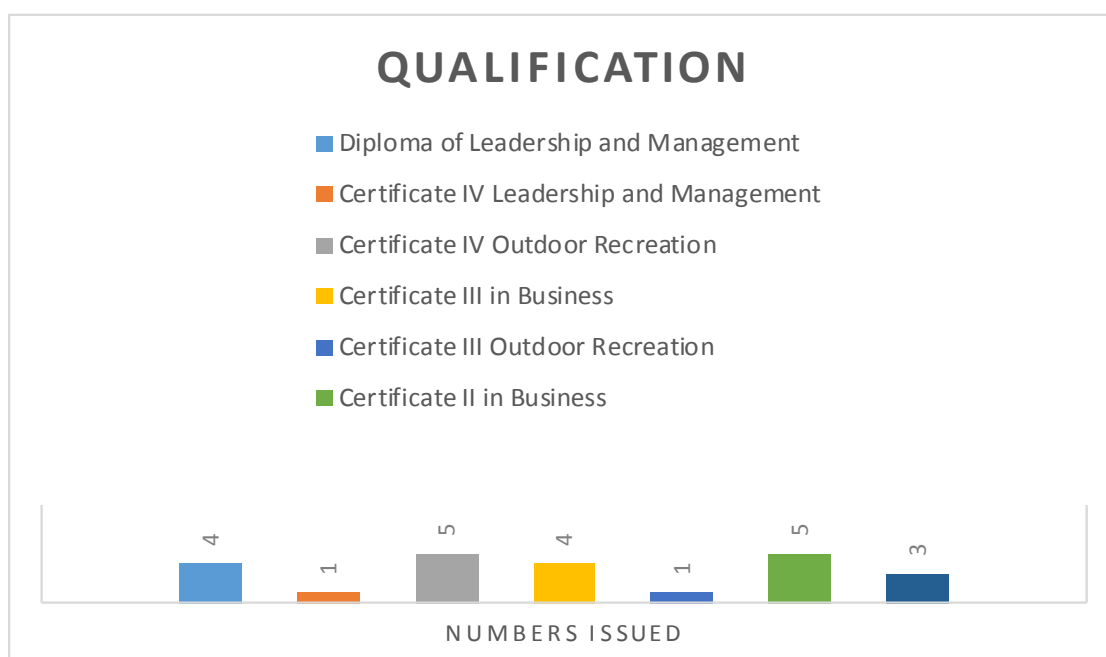 QUALIFICATION
Diploma of Leadership and Management
Certificate IV Leadership and Management
Certificate IV Outdoor Recreation
Certificate III in Business
Certificate III Outdoor Recreation
Certificate II in Business
4
1
5
4
1
5
3
NUMBERS ISSUED